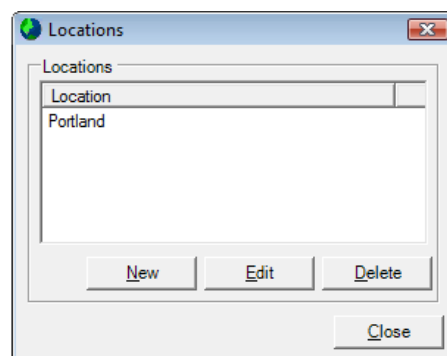 Locations
Locations
Location
Portland
New Edit Delete
Close